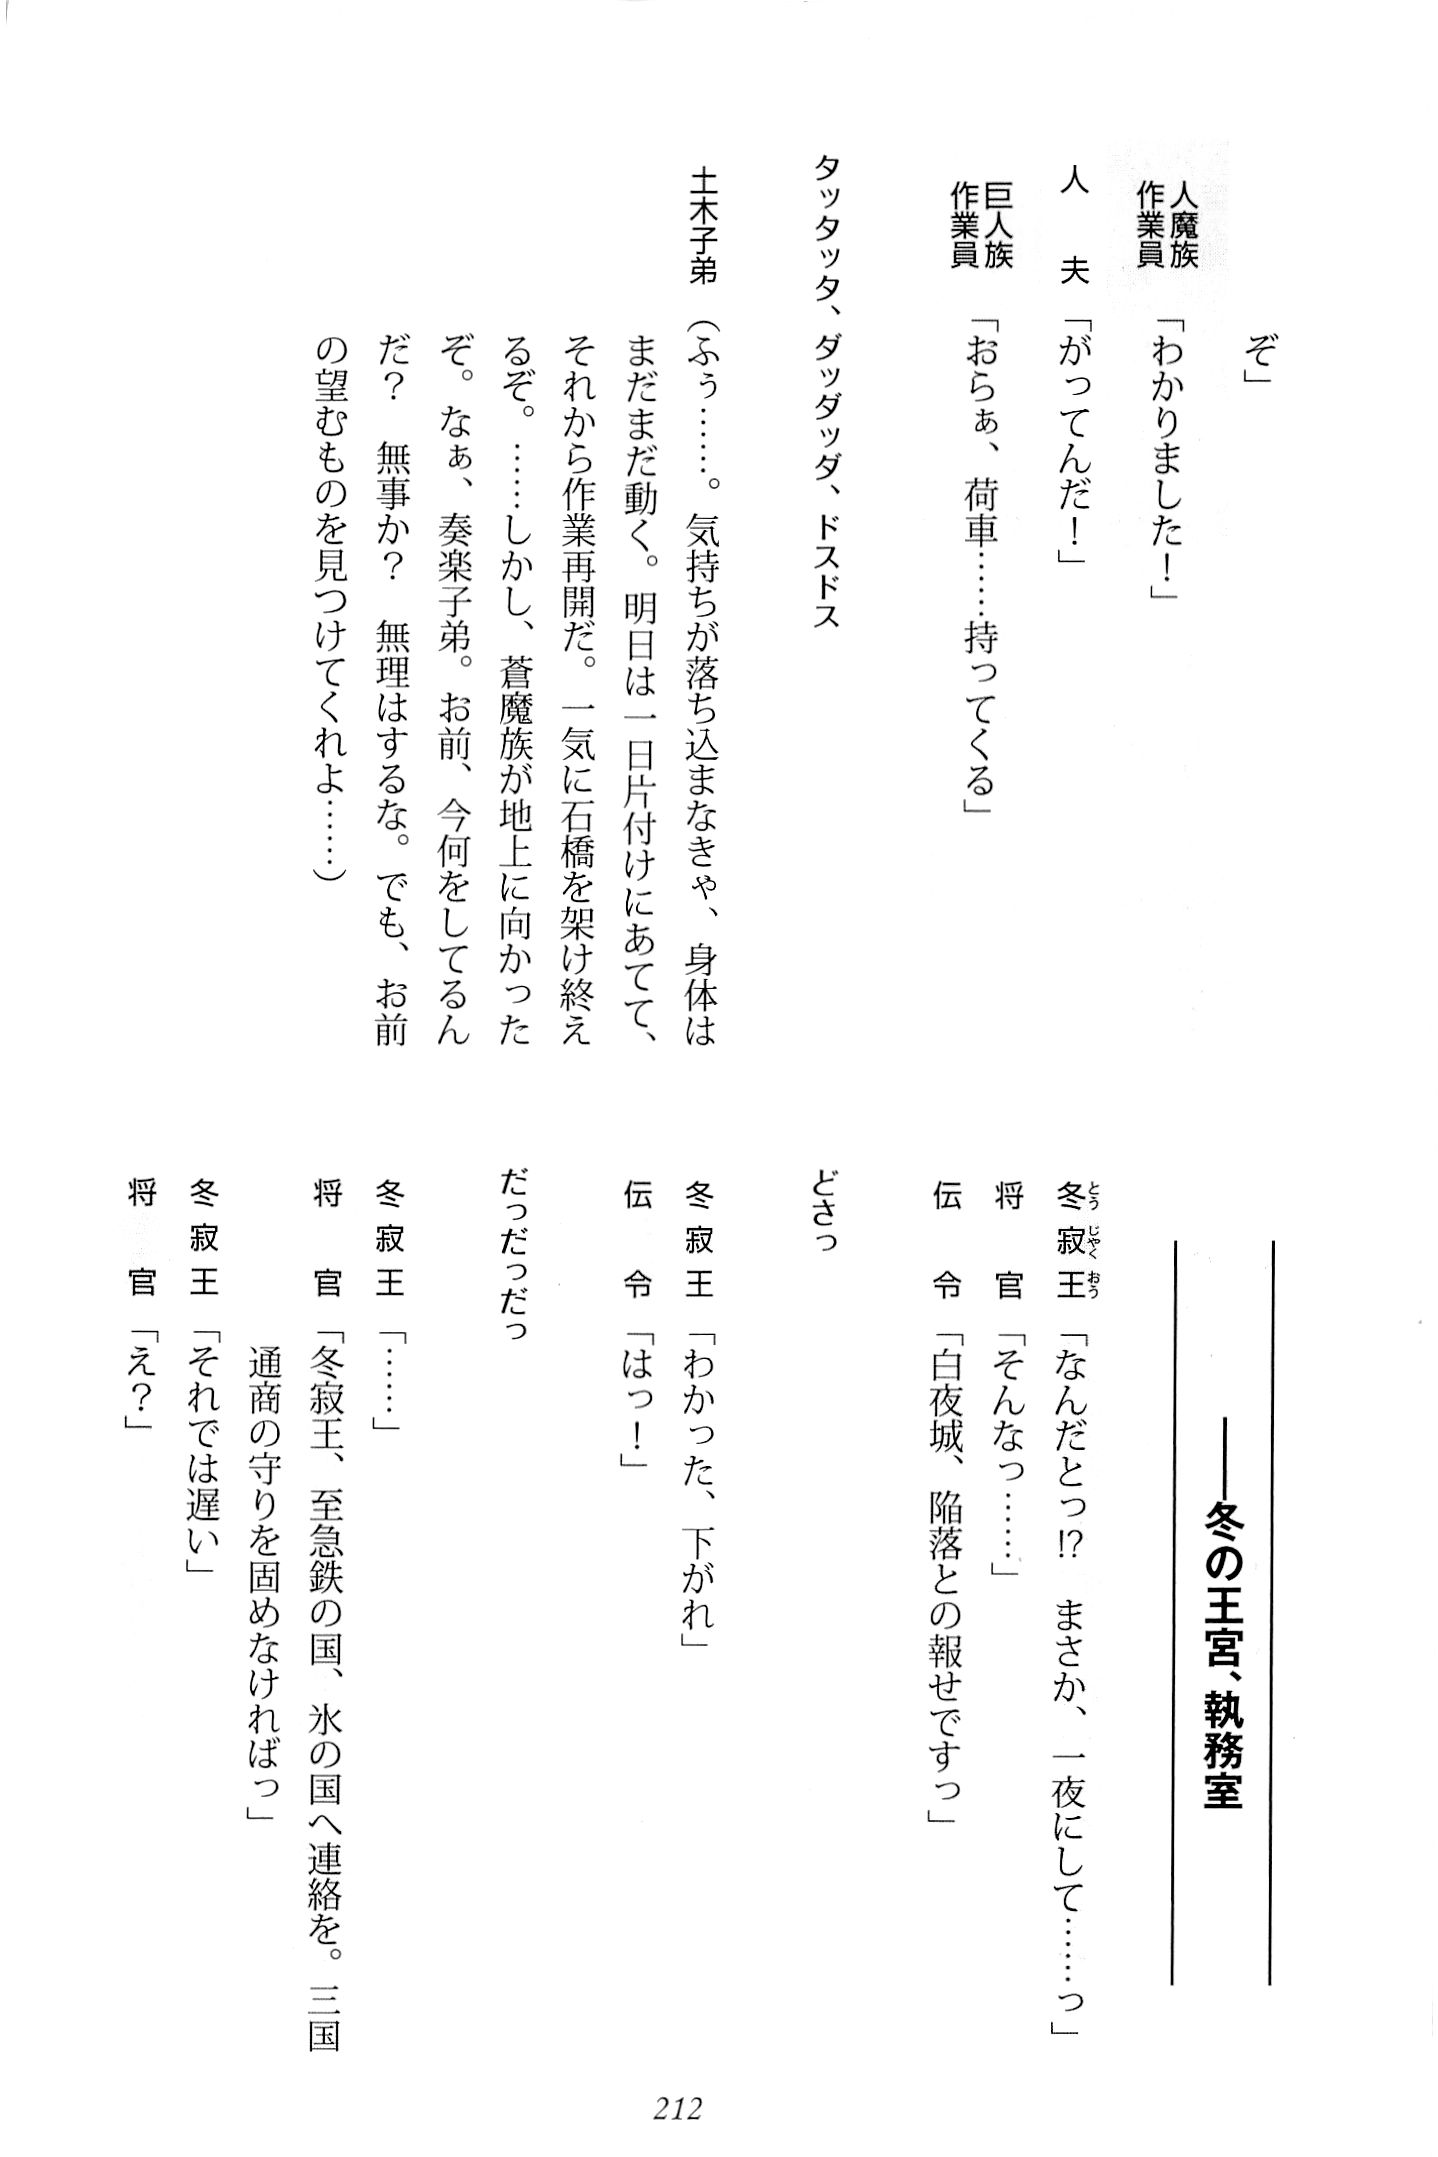 ぞ」
人魔族
作業員「わかりました！」
人夫「がってんだ！」
巨人族
作業員「おらぁ、荷車……持ってくる」
タッタッタ、ダッダッダ、ドスドス
土木子弟（ふぅ……。気持ちが落ち込まなきゃ、身体は
まだまだ動く。明日は一日片付けにあてて、
それから作業再開だ。一気に石橋を架け終え
るぞ。……しかし、蒼魔族が地上に向かった
ぞ。なぁ、奏楽子弟。お前、今何をしてるん
だ？　無事か？　無理はするな。でも、お前
の望むものを見つけてくれよ……）
――冬の王宮、執務室
とうじゃくおう
冬寂王「なんだとっ!?　まさか、一夜にして……っ」
将官「そんなっ……」
伝令「白夜城、陥落との報せですっ」
どさっ
冬寂王「わかった、下がれ」
伝令「はっ！」
だっだっだっ
冬寂王「……」
将官「冬寂王、至急鉄の国、氷の国へ連絡を。三国
通商の守りを固めなければっ」
冬寂王「それでは遅い」
将官「え？」
212